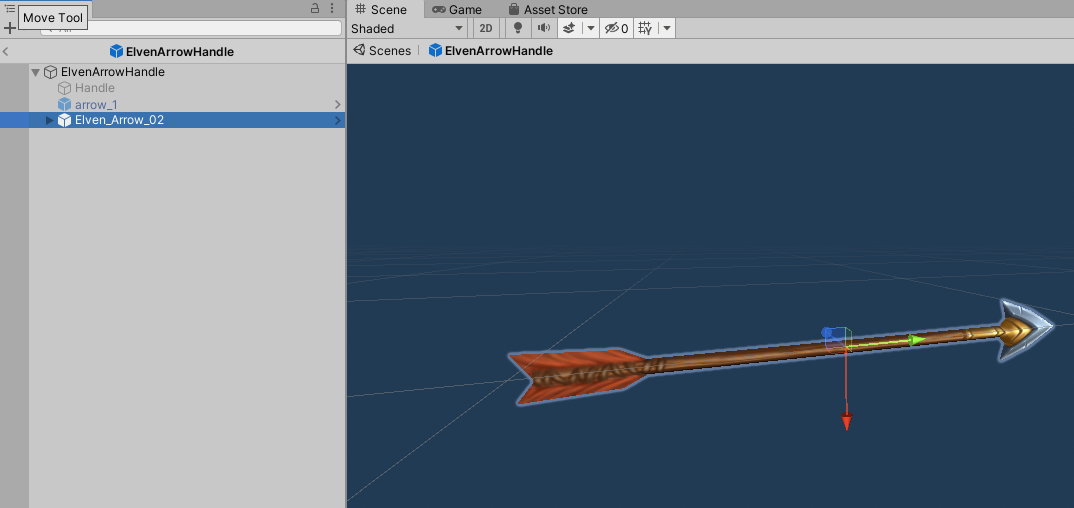 Move Tool
All
ElvenArrowHandle
ElvenArrowHandle
Handle
arrow_1
Elven_Arrow_02
Scene
Game
Asset Store
Shaded
2D
0
Scenes
ElvenArrowHandle